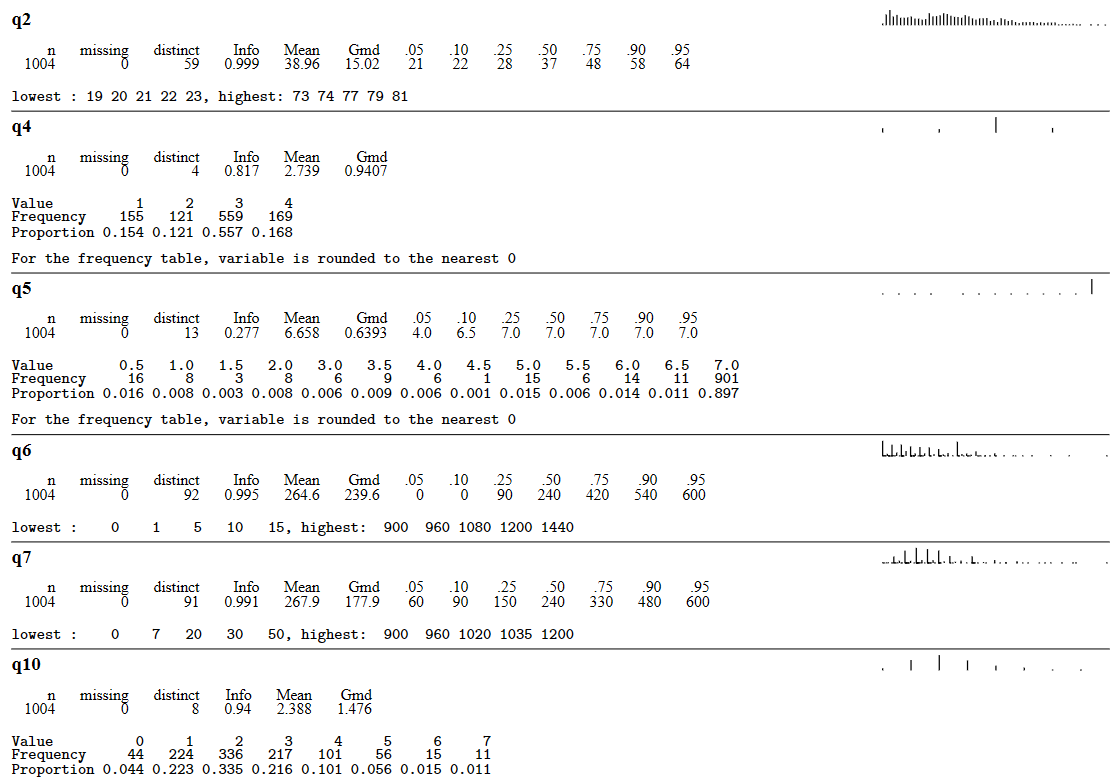 q2
n missing distinct Info Mean Gmd .05 .10 .25 .50 .75 .90 .95
1004 0 59 0.999 38.96 15.02 21 22 28 37 48 58 64
lowest : 19 20 21 22 23, highest: 73 74 77 79 81
q4
n missing distinct Info Mean Gmd
1004 0 4 0.817 2.739 0.9407
Value 1 2 3 4
Frequency 155 121 559 169
Proportion 0.154 0.121 0.557 0.168
For the frequency table, variable is rounded to the nearest 0
q5
n missing distinct Info Mean Gmd .05 .10 .25 .50 .75 .90 .95
1004 0 13 0.277 6.658 0.6393 4.0 6.5 7.0 7.0 7.0 7.0 7.0
Value 0.5 1.0 1.5 2.0 3.0 3.5 4.0 4.5 5.0 5.5 6.0 6.5 7.0
Frequency 16 8 3 8 6 9 6 1 15 6 14 11 901
Proportion 0.016 0.008 0.003 0.008 0.006 0.009 0.006 0.001 0.015 0.006 0.014 0.011 0.897
For the frequency table, variable is rounded to the nearest 0
q6
n missing distinct Info Mean Gmd .05 .10 .25 .50 .75 .90 .95
1004 0 92 0.995 264.6 239.6 0 0 90 240 420 540 600
lowest : 0 1 5 10 15, highest: 900 960 1080 1200 1440
q7
n missing distinct Info Mean Gmd .05 .10 .25 .50 .75 .90 .95
1004 0 91 0.991 267.9 177.9 60 90 150 240 330 480 600
lowest : 0 7 20 30 50, highest: 900 960 1020 1035 1200
q10
n missing distinct Info Mean Gmd
1004 0 8 0.94 2.388 1.476
Value 0 1 2 3 4 5 6 7
Frequency 44 224 336 217 101 56 15 11
Proportion 0.044 0.223 0.335 0.216 0.101 0.056 0.015 0.011